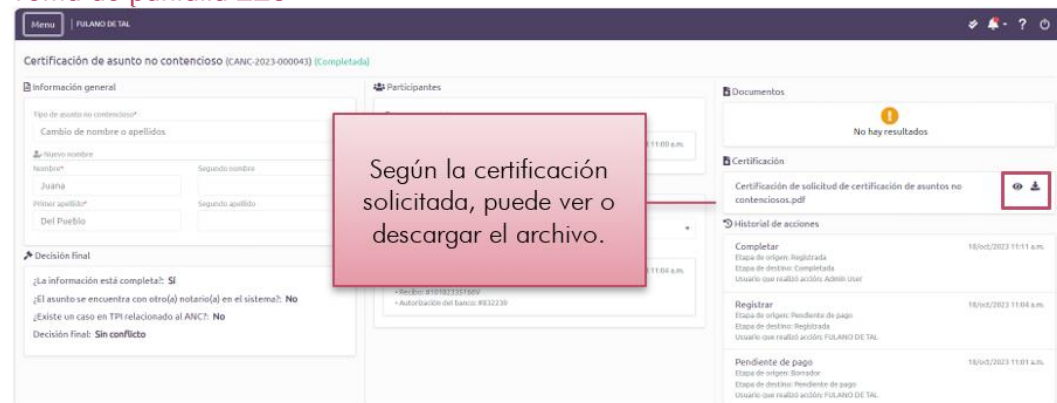 Menu | FULANO DE TAL
Certificación de asunto no contencioso (CANC-2023-000043) (Completada)
Información general
Tipo de asunto no contencioso*
Cambio de nombre o apellidos
Nuevo nombre
Nombre*
Segundo nombre
Juana
Primer apellido*
Segundo apellido
Del Pueblo
Decisión final
¿La información está completa?: Sí
¿El asunto se encuentra con otro(a) notario(a) en el sistema?: No
¿Existe un caso en TPI relacionado al ANC?: No
Decisión final: Sin conflicto
Participantes
11:00 a.m.
Según la certificación
solicitada, puede ver o
descargar el archivo.
11:04 a.m.
• Autorización del banco: #832239
Documentos
No hay resultados
Certificación
Certificación de solicitud de certificación de asuntos no
contenciosos.pdf
Historial de acciones
Completar 18/oct/2023 11:11 a.m.
Etapa de origen: Registrada
Etapa de destino: Completada
Usuario que realizó acción: Admin User
Registrar 18/oct/2023 11:04 a.m.
Etapa de origen: Pendiente de pago
Etapa de destino: Registrada
Usuario que realizó acción: FULANO DE TAL
Pendiente de pago 18/oct/2023 11:01 a.m.
Etapa de origen: Borrador
Etapa de destino: Pendiente de pago
Usuario que realizó acción: FULANO DE TAL